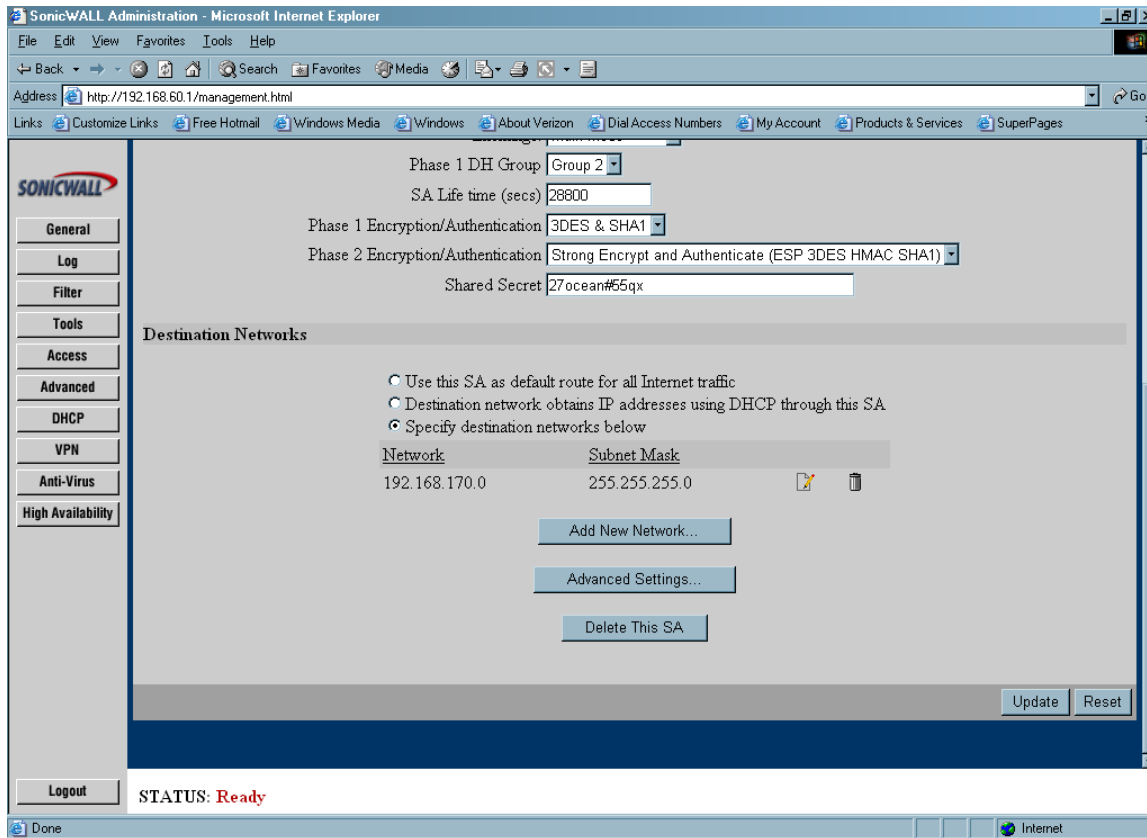 SonicWALL Administration - Microsoft Internet Explorer
File Edit View Favorites Tools Help
Back Search Favorites Media
Address http://192.168.60.1/management.html Go
Links Customize Links Free Hotmail Windows Media Windows About Verizon Dial Access Numbers My Account Products & Services SuperPages
SONICWALL
General
Log
Filter
Tools
Access
Advanced
DHCP
VPN
Anti-Virus
High Availability
Logout
Phase 1 DH Group Group 2
SA Life time (secs) 28800
Phase 1 Encryption/Authentication 3DES & SHA1
Phase 2 Encryption/Authentication Strong Encrypt and Authenticate (ESP 3DES HMAC SHA1)
Shared Secret 27ocean#55qx
Destination Networks
Use this SA as default route for all Internet traffic
Destination network obtains IP addresses using DHCP through this SA
Specify destination networks below
Network Subnet Mask
192.168.170.0 255.255.255.0
Add New Network...
Advanced Settings...
Delete This SA
Update Reset
STATUS: Ready
Done Internet